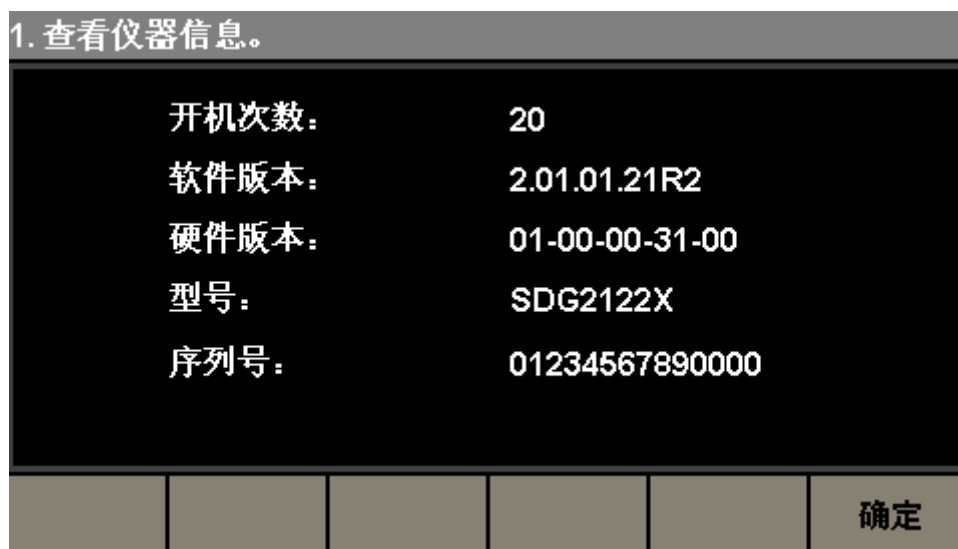 1. 查看仪器信息。
开机次数： 20
软件版本： 2.01.01.21R2
硬件版本： 01-00-00-31-00
型号： SDG2122X
序列号： 01234567890000
确定